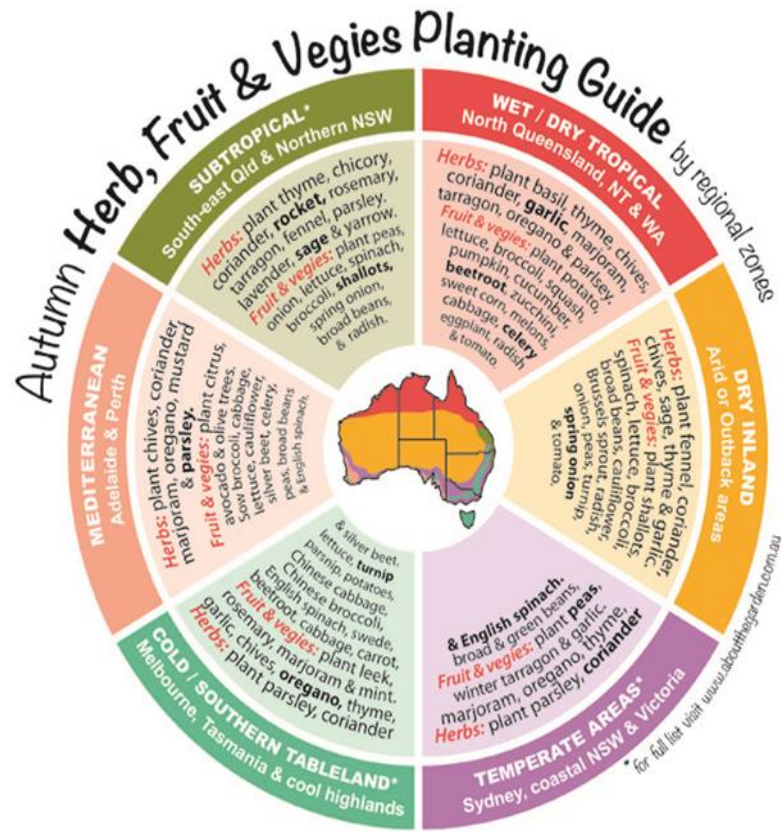 Autumn Herb, Fruit & Vegies Planting Guide
by regional zones
SUBTROPICAL*
South-east Qld & Northern NSW
Herbs: plant thyme, chicory,
coriander, rocket, rosemary,
tarragon, fennel, parsley.
lavender, sage & yarrow.
Fruit & vegies: plant peas,
onion, lettuce, spinach,
broccoli, shallots,
spring onion,
broad beans,
& radish.
WET / DRY TROPICAL
North Queensland, NT & WA
Herbs: plant basil, thyme, chives,
coriander, garlic, marjoram,
tarragon, oregano & parlsey.
Fruit & vegies: plant potato,
lettuce, broccoli, squash,
pumpkin, cucumber,
beetroot, zucchini,
sweet corn, melons,
cabbage, celery
eggplant, radish
& tomato.
DRY INLAND
Arid or Outback areas
Herbs: plant fennel, coriander,
chives, sage, thyme & garlic.
Fruit & vegies: plant shallots,
spinach, lettuce, broccoli,
broad beans, cauliflower,
Brussels sprout, radish,
onion, peas, turnip,
spring onion
& tomato,
TEMPERATE AREAS*
Sydney, coastal NSW & Victoria
Herbs: plant parsley, coriander
marjoram, oregano, thyme,
winter tarragon & garlic.
Fruit & vegies: plant peas,
broad & green beans,
& English spinach.
COLD / SOUTHERN TABLELAND*
Melbourne, Tasmania & cool highlands
Herbs: plant parsley, coriander
garlic, chives, oregano, thyme,
rosemary, marjoram & mint.
Fruit & vegies: plant leek,
beetroot, cabbage, carrot,
English spinach, swede,
Chinese broccoli,
Chinese cabbage,
parsnip, potatoes,
lettuce, turnip
& silver beet.
MEDITERRANEAN
Adelaide & Perth
Herbs: plant chives, coriander,
marjoram, oregano, mustard
& parsley.
Fruit & vegies: plant citrus,
avocado & olive trees.
Sow broccoli, cabbage,
lettuce, cauliflower,
silver beet, celery,
peas, broad beans
& English spinach,
* for full list visit www.aboutthegarden.com.au